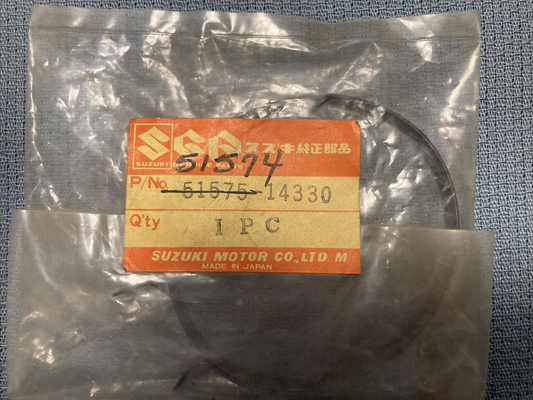 SGP スズキ純正部品
SUZUKI
51574
P/No. 51575-14330
Q'ty 1 PC
SUZUKI MOTOR CO.,LTD M
MADE IN JAPAN